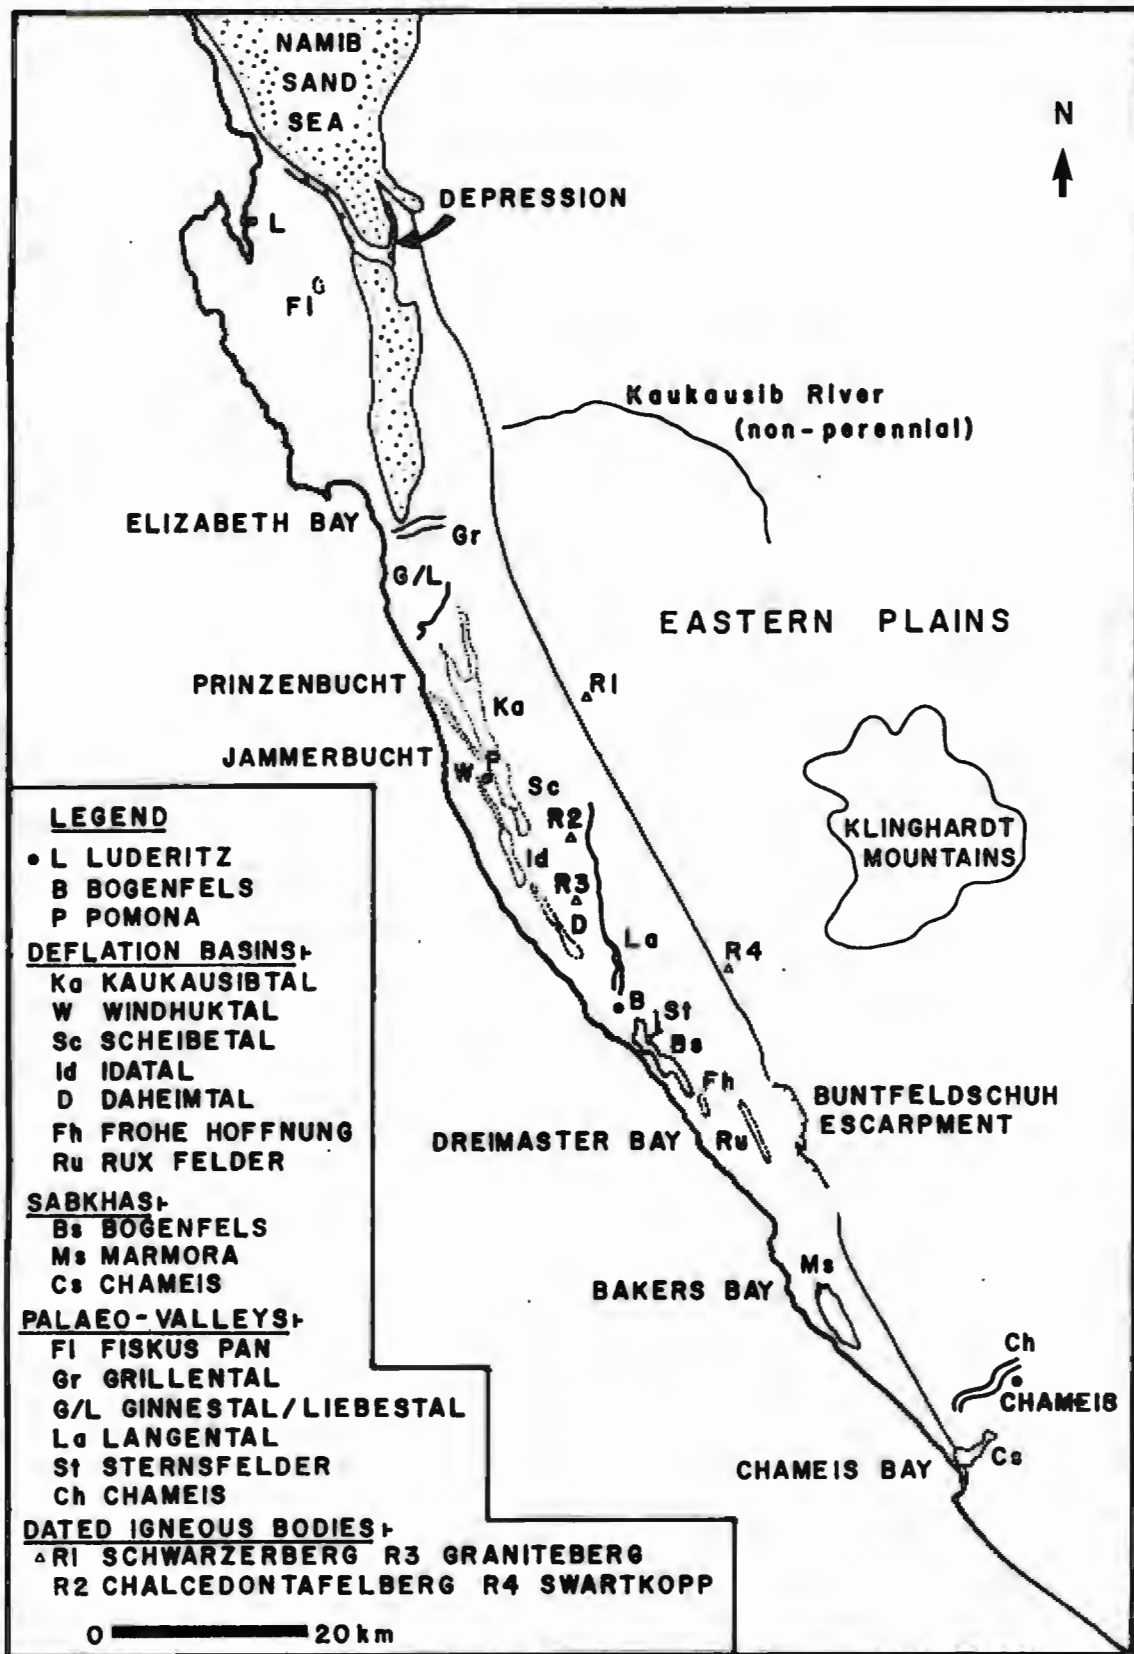 NAMIB
SAND
SEA
N
DEPRESSION
L
FI
Kaukausib River
(non-perennial)
ELIZABETH BAY
Gr
G/L
EASTERN PLAINS
PRINZENBUCHT
R1
Ka
JAMMERBUCHT
W
P
Sc
R2
KLINGHARDT
MOUNTAINS
Id
R3
D
La
R4
B
St
Bs
Fh
BUNTFELDSCHUH
ESCARPMENT
DREIMASTER BAY
Ru
Ms
BAKERS BAY
Ch
CHAMEIS
CHAMEIS BAY
Cs
LEGEND
• L LUDERITZ
B BOGENFELS
P POMONA
DEFLATION BASINS:-
Ka KAUKAUSIBTAL
W WINDHUKTAL
Sc SCHEIBETAL
Id IDATAL
D DAHEIMTAL
Fh FROHE HOFFNUNG
Ru RUX FELDER
SABKHAS:-
Bs BOGENFELS
Ms MARMORA
Cs CHAMEIS
PALAEO-VALLEYS:-
FI FISKUS PAN
Gr GRILLENTAL
G/L GINNESTAL/LIEBESTAL
La LANGENTAL
St STERNSFELDER
Ch CHAMEIS
DATED IGNEOUS BODIES:-
▵ R1 SCHWARZERBERG R3 GRANITEBERG
R2 CHALCEDONTAFELBERG R4 SWARTKOPP
0 20 km